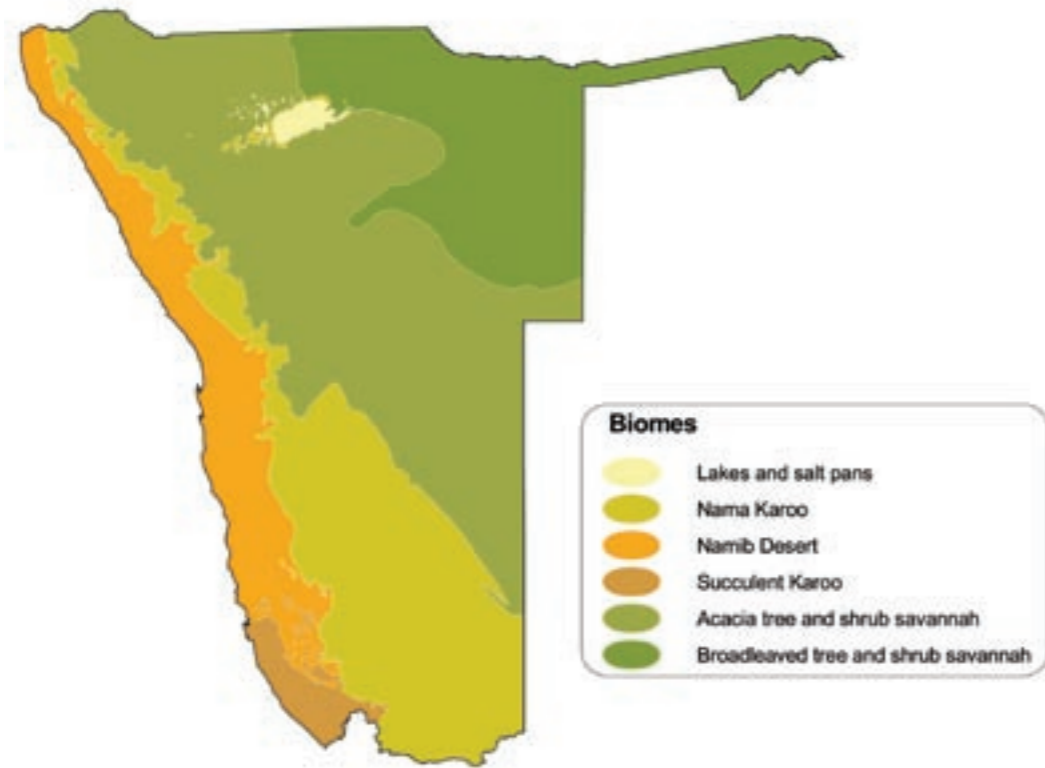 Biomes
Lakes and salt pans
Nama Karoo
Namib Desert
Succulent Karoo
Acacia tree and shrub savannah
Broadleaved tree and shrub savannah